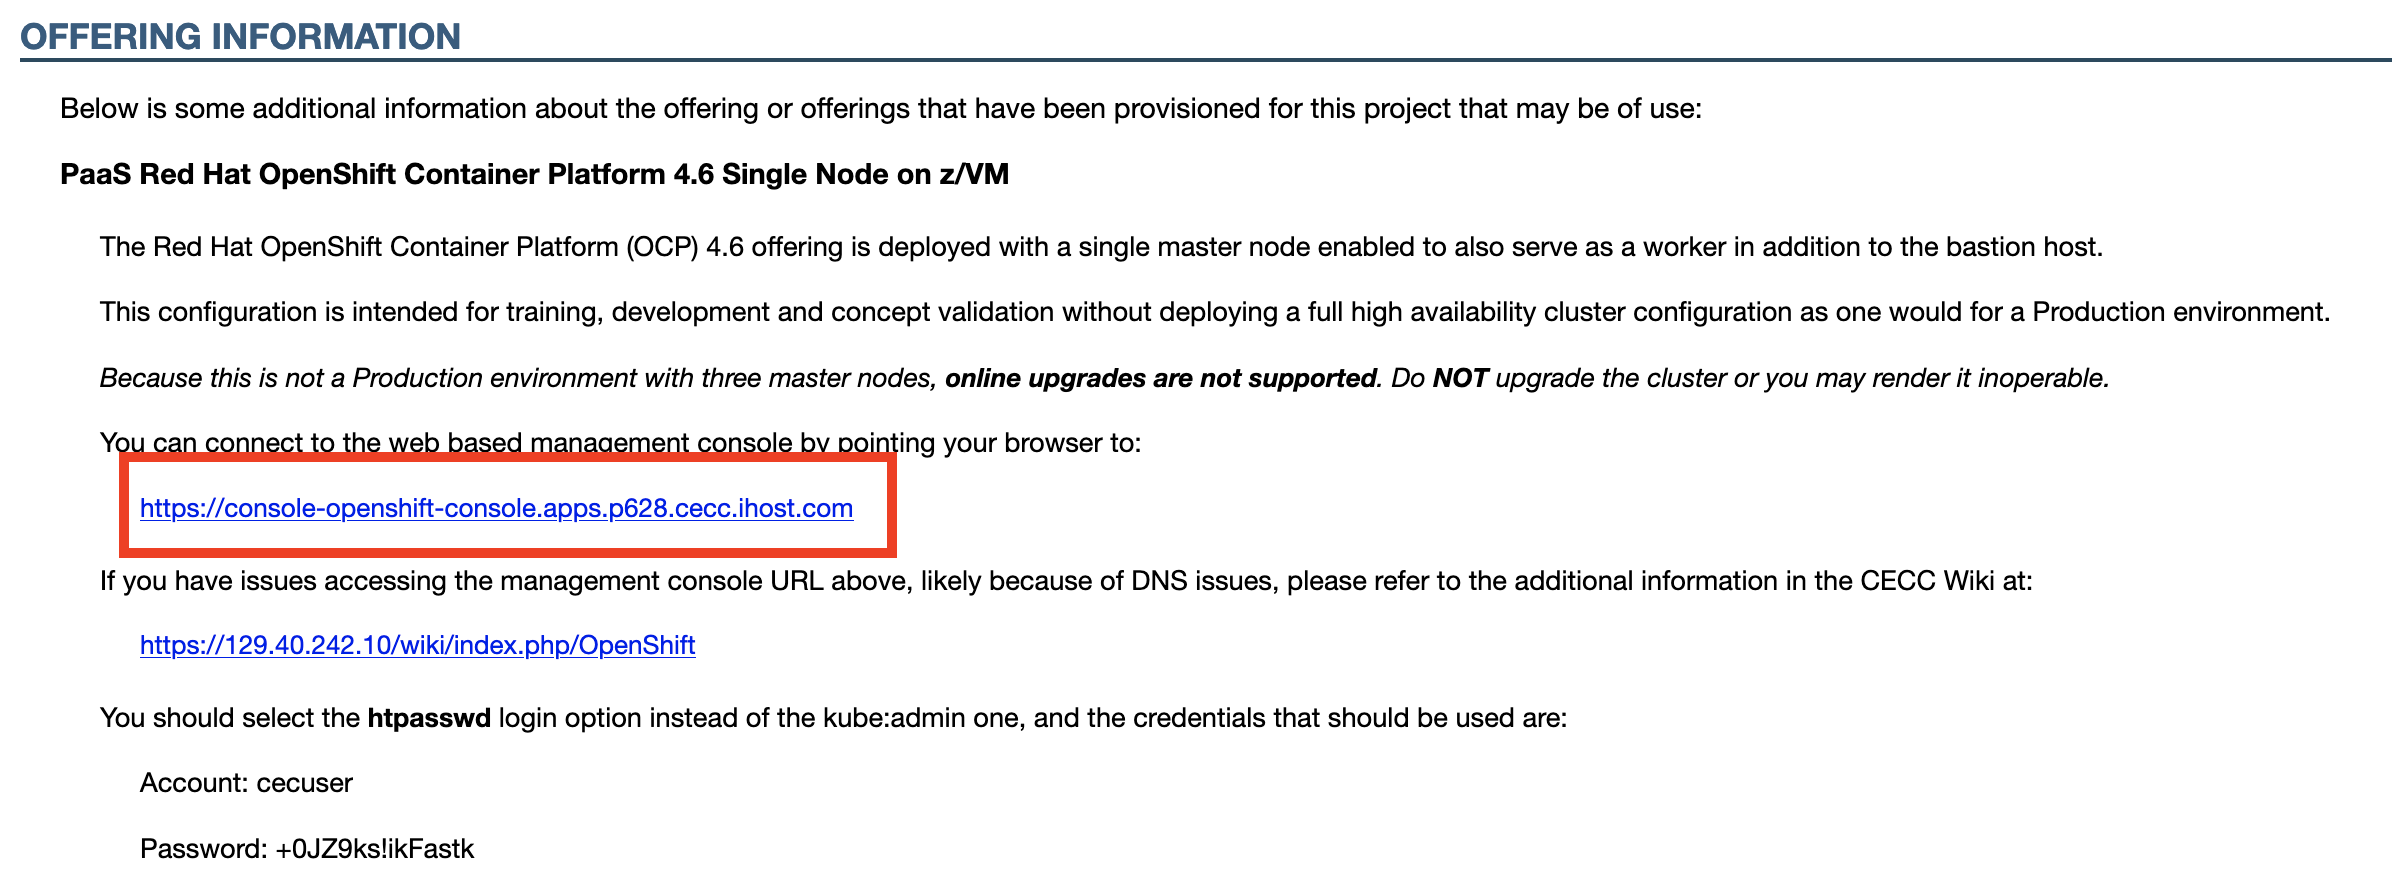 OFFERING INFORMATION
Below is some additional information about the offering or offerings that have been provisioned for this project that may be of use:
PaaS Red Hat OpenShift Container Platform 4.6 Single Node on z/VM
The Red Hat OpenShift Container Platform (OCP) 4.6 offering is deployed with a single master node enabled to also serve as a worker in addition to the bastion host.
This configuration is intended for training, development and concept validation without deploying a full high availability cluster configuration as one would for a Production environment.
Because this is not a Production environment with three master nodes, online upgrades are not supported. Do NOT upgrade the cluster or you may render it inoperable.
You can connect to the web based management console by pointing your browser to:
https://console-openshift-console.apps.p628.cecc.ihost.com
If you have issues accessing the management console URL above, likely because of DNS issues, please refer to the additional information in the CECC Wiki at:
https://129.40.242.10/wiki/index.php/OpenShift
You should select the htpasswd login option instead of the kube:admin one, and the credentials that should be used are:
Account: cecuser
Password: +0JZ9ks!ikFastk